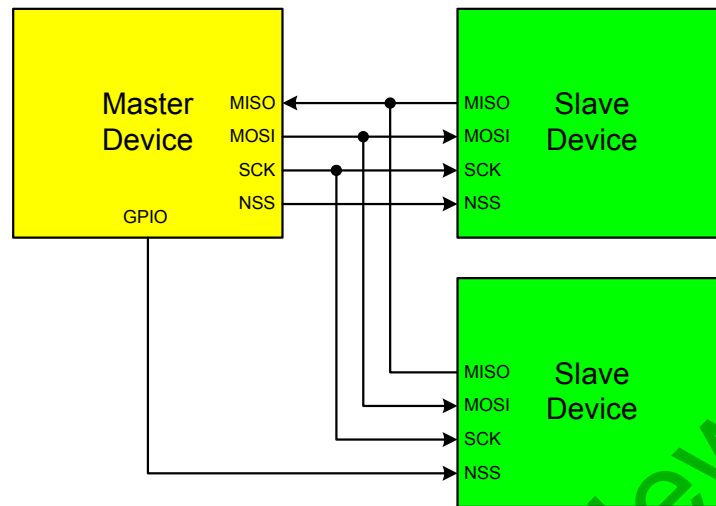 Master
Device
MISO
MOSI
SCK
NSS
GPIO
MISO
MOSI
SCK
NSS
Slave
Device
MISO
MOSI
SCK
NSS
Slave
Device